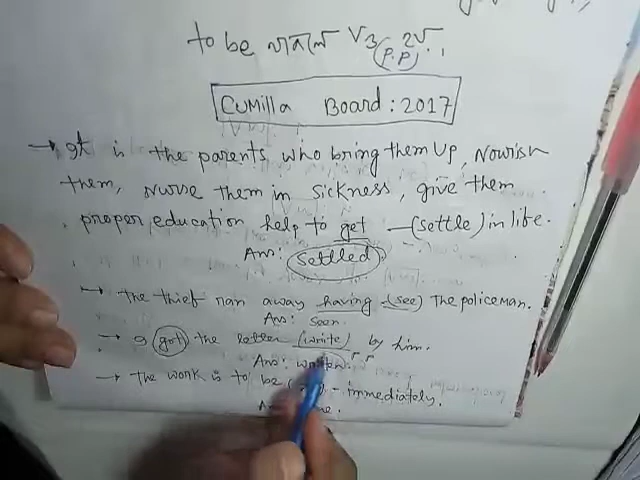 to be থাকলে V3 (P.P) হয়.
Cumilla Board: 2017
→ It is the parents who bring them up, Nourish
them, nurse them in sickness, give them
proper education help to get —(settle) in life.
Ans: settled
→ The thief ran away having —(see) the policeman.
Ans: seen.
→ I got the letter (write) by him.
Ans: written.
→ The work is to be - immediately.